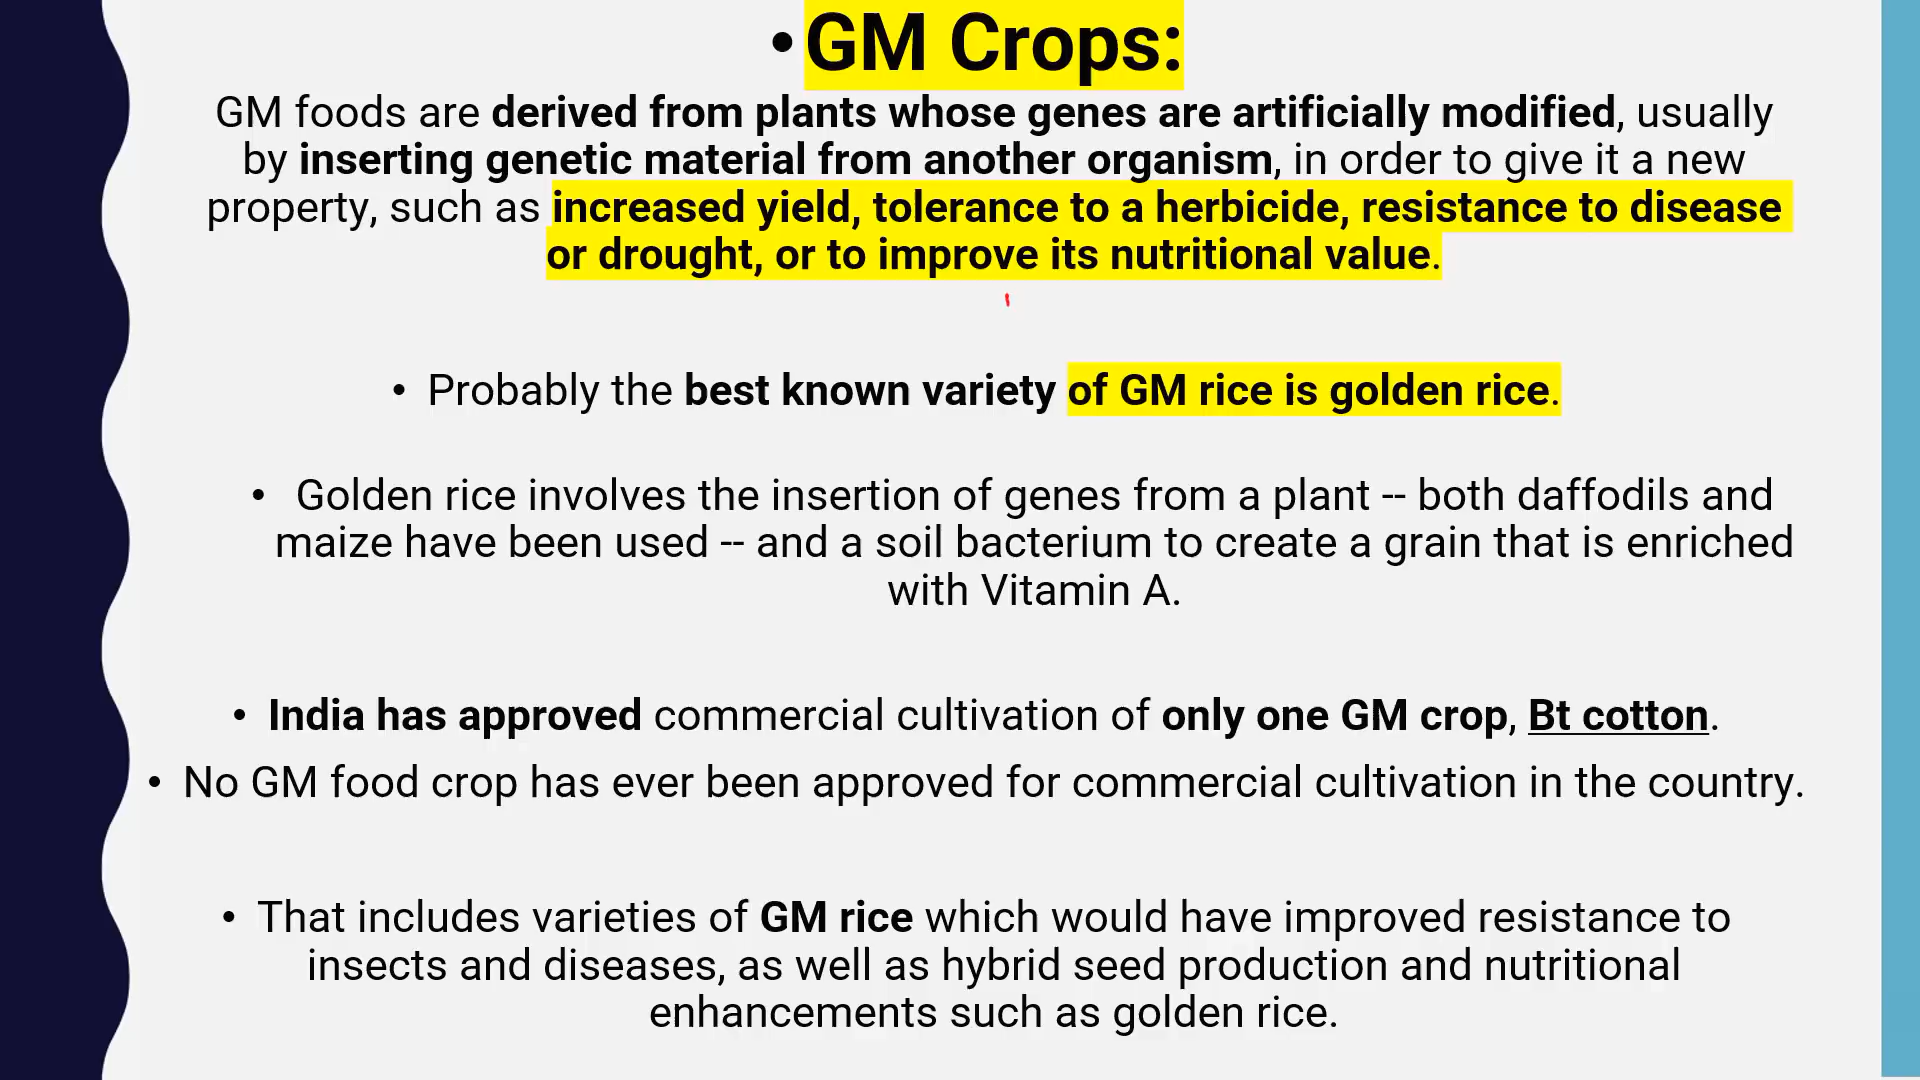 • GM Crops:
GM foods are derived from plants whose genes are artificially modified, usually
by inserting genetic material from another organism, in order to give it a new
property, such as increased yield, tolerance to a herbicide, resistance to disease
or drought, or to improve its nutritional value.
• Probably the best known variety of GM rice is golden rice.
• Golden rice involves the insertion of genes from a plant -- both daffodils and
maize have been used -- and a soil bacterium to create a grain that is enriched
with Vitamin A.
• India has approved commercial cultivation of only one GM crop, Bt cotton.
• No GM food crop has ever been approved for commercial cultivation in the country.
• That includes varieties of GM rice which would have improved resistance to
insects and diseases, as well as hybrid seed production and nutritional
enhancements such as golden rice.